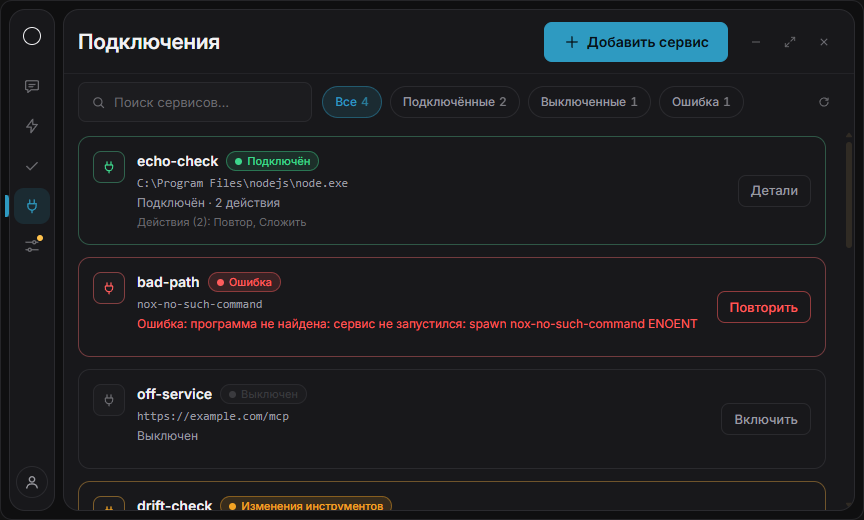 Подключения
Добавить сервис
Поиск сервисов...
Все 4
Подключённые 2
Выключенные 1
Ошибка 1
echo-check
Подключён
C:\Program Files\nodejs\node.exe
Подключён · 2 действия
Действия (2): Повтор, Сложить
Детали
bad-path
Ошибка
nox-no-such-command
Ошибка: программа не найдена: сервис не запустился: spawn nox-no-such-command ENOENT
Повторить
off-service
Выключен
https://example.com/mcp
Выключен
Включить
drift-check
Изменения инструментов